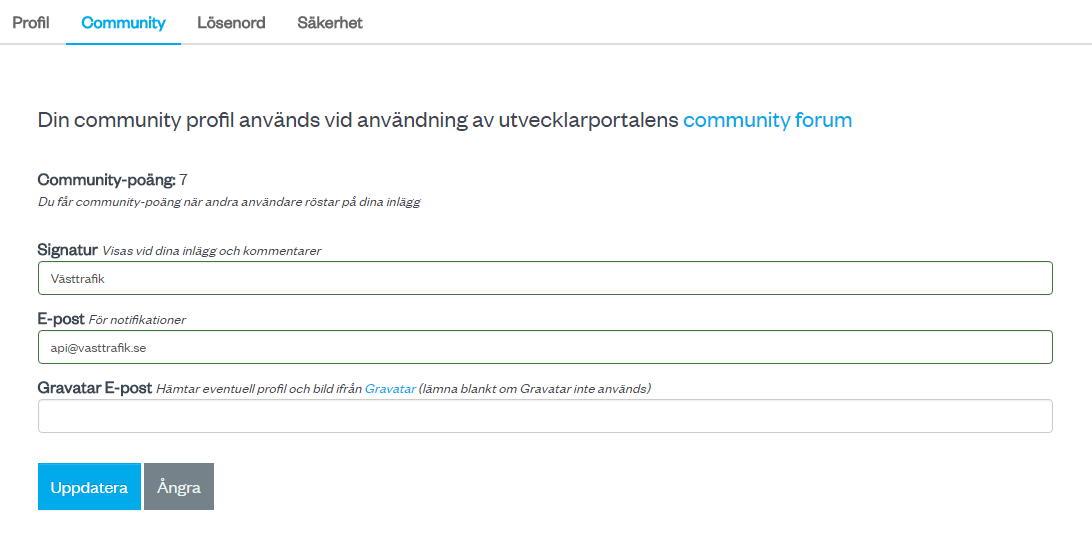 Profil Community Lösenord Säkerhet
Din community profil används vid användning av utvecklarportalens community forum
Community-poäng: 7
Du får community-poäng när andra användare röstar på dina inlägg
Signatur Visas vid dina inlägg och kommentarer
Västtrafik
E-post För notifikationer
api@vasttrafik.se
Gravatar E-post Hämtar eventuell profil och bild ifrån Gravatar (lämna blankt om Gravatar inte används)
Uppdatera Ångra